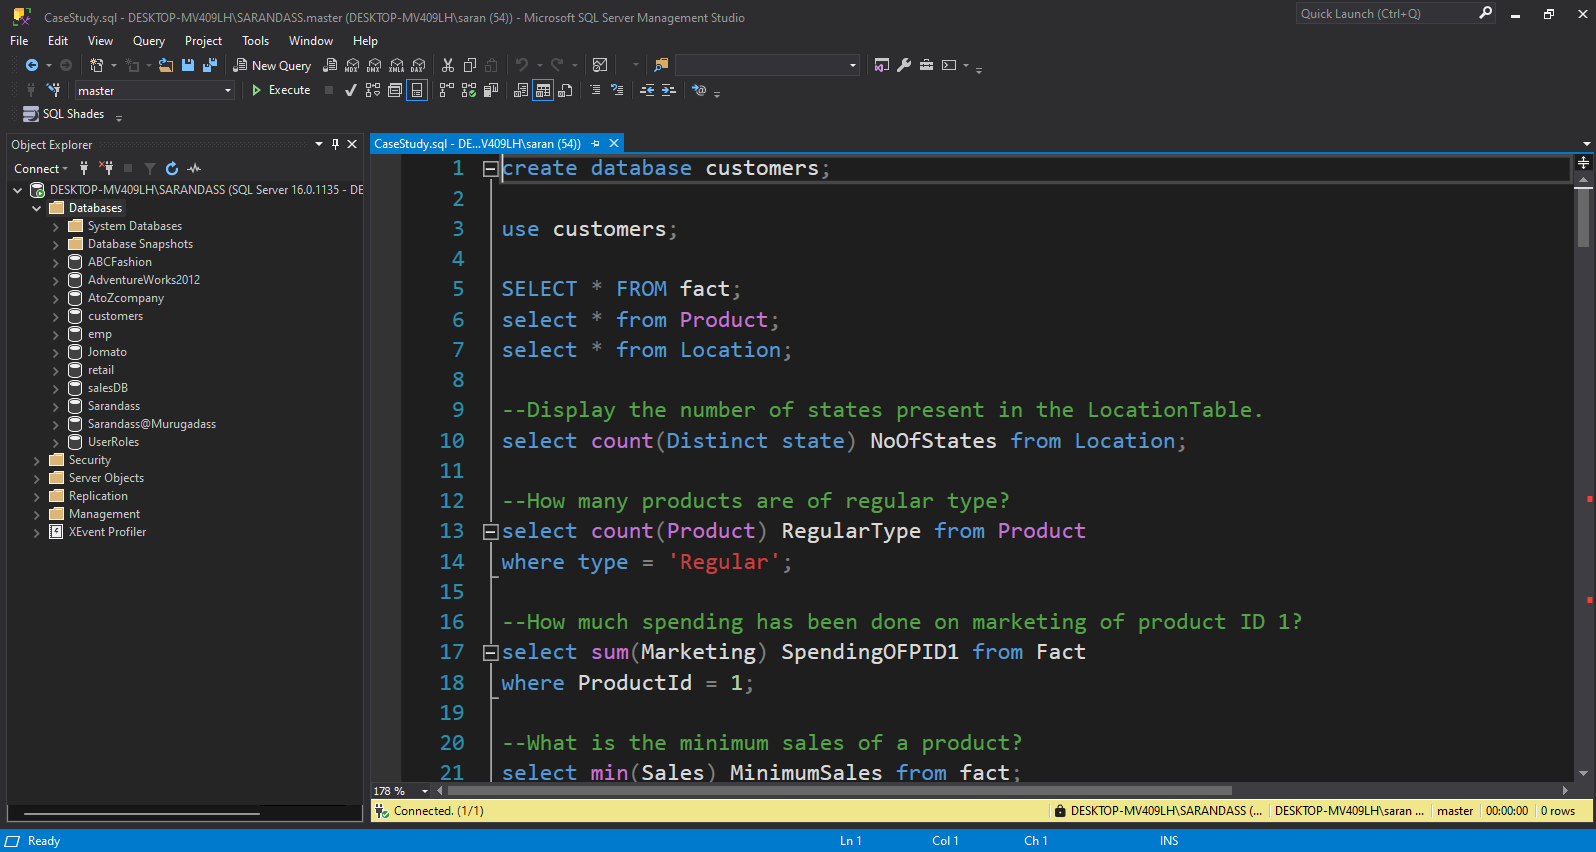 CaseStudy.sql - DESKTOP-MV409LH\SARANDASS.master (DESKTOP-MV409LH\saran (54)) - Microsoft SQL Server Management Studio
Quick Launch (Ctrl+Q)
File Edit View Query Project Tools Window Help
New Query MDX DMX XMLA DAX
master Execute
SQL Shades
Object Explorer
Connect
DESKTOP-MV409LH\SARANDASS (SQL Server 16.0.1135 - DE
Databases
System Databases
Database Snapshots
ABCFashion
AdventureWorks2012
AtoZcompany
customers
emp
Jomato
retail
salesDB
Sarandass
Sarandass@Murugadass
UserRoles
Security
Server Objects
Replication
Management
XEvent Profiler
CaseStudy.sql - DE...V409LH\saran (54))
1 create database customers;
2
3 use customers;
4
5 SELECT * FROM fact;
6 select * from Product;
7 select * from Location;
8
9 --Display the number of states present in the LocationTable.
10 select count(Distinct state) NoOfStates from Location;
11
12 --How many products are of regular type?
13 select count(Product) RegularType from Product
14 where type = 'Regular';
15
16 --How much spending has been done on marketing of product ID 1?
17 select sum(Marketing) SpendingOFPID1 from Fact
18 where ProductId = 1;
19
20 --What is the minimum sales of a product?
21 select min(Sales) MinimumSales from fact;
178 %
Connected. (1/1)
DESKTOP-MV409LH\SARANDASS (... DESKTOP-MV409LH\saran ... master 00:00:00 0 rows
Ready Ln 1 Col 1 Ch 1 INS